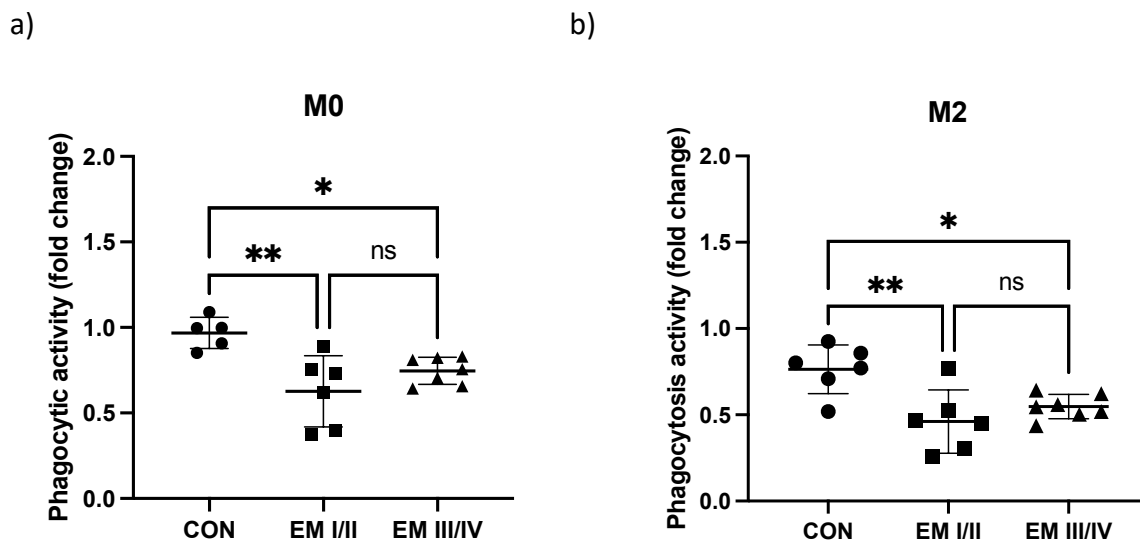 a)
M0
Phagocytic activity (fold change)
2.0
1.5
1.0
0.5
0.0
*
**
ns
CON EM I/II EM III/IV
b)
M2
Phagocytosis activity (fold change)
2.0
1.5
1.0
0.5
0.0
*
**
ns
CON EM I/II EM III/IV